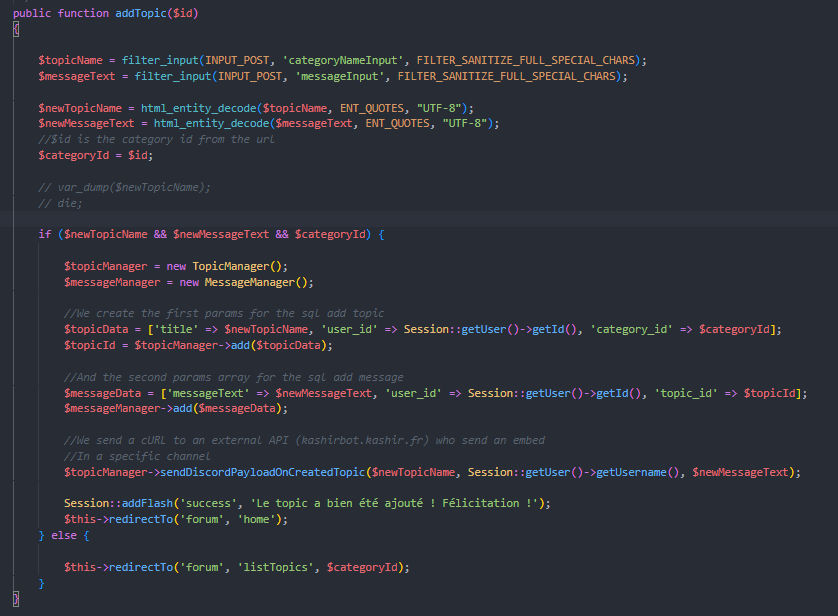 public function addTopic($id)
{
$topicName = filter_input(INPUT_POST, 'categoryNameInput', FILTER_SANITIZE_FULL_SPECIAL_CHARS);
$messageText = filter_input(INPUT_POST, 'messageInput', FILTER_SANITIZE_FULL_SPECIAL_CHARS);
$newTopicName = html_entity_decode($topicName, ENT_QUOTES, "UTF-8");
$newMessageText = html_entity_decode($messageText, ENT_QUOTES, "UTF-8");
//$id is the category id from the url
$categoryId = $id;
// var_dump($newTopicName);
// die;
if ($newTopicName && $newMessageText && $categoryId) {
$topicManager = new TopicManager();
$messageManager = new MessageManager();
//We create the first params for the sql add topic
$topicData = ['title' => $newTopicName, 'user_id' => Session::getUser()->getId(), 'category_id' => $categoryId];
$topicId = $topicManager->add($topicData);
//And the second params array for the sql add message
$messageData = ['messageText' => $newMessageText, 'user_id' => Session::getUser()->getId(), 'topic_id' => $topicId];
$messageManager->add($messageData);
//We send a cURL to an external API (kashirbot.kashir.fr) who send an embed
//In a specific channel
$topicManager->sendDiscordPayloadOnCreatedTopic($newTopicName, Session::getUser()->getUsername(), $newMessageText);
Session::addFlash('success', 'Le topic a bien été ajouté ! Félicitation !');
$this->redirectTo('forum', 'home');
} else {
$this->redirectTo('forum', 'listTopics', $categoryId);
}
}